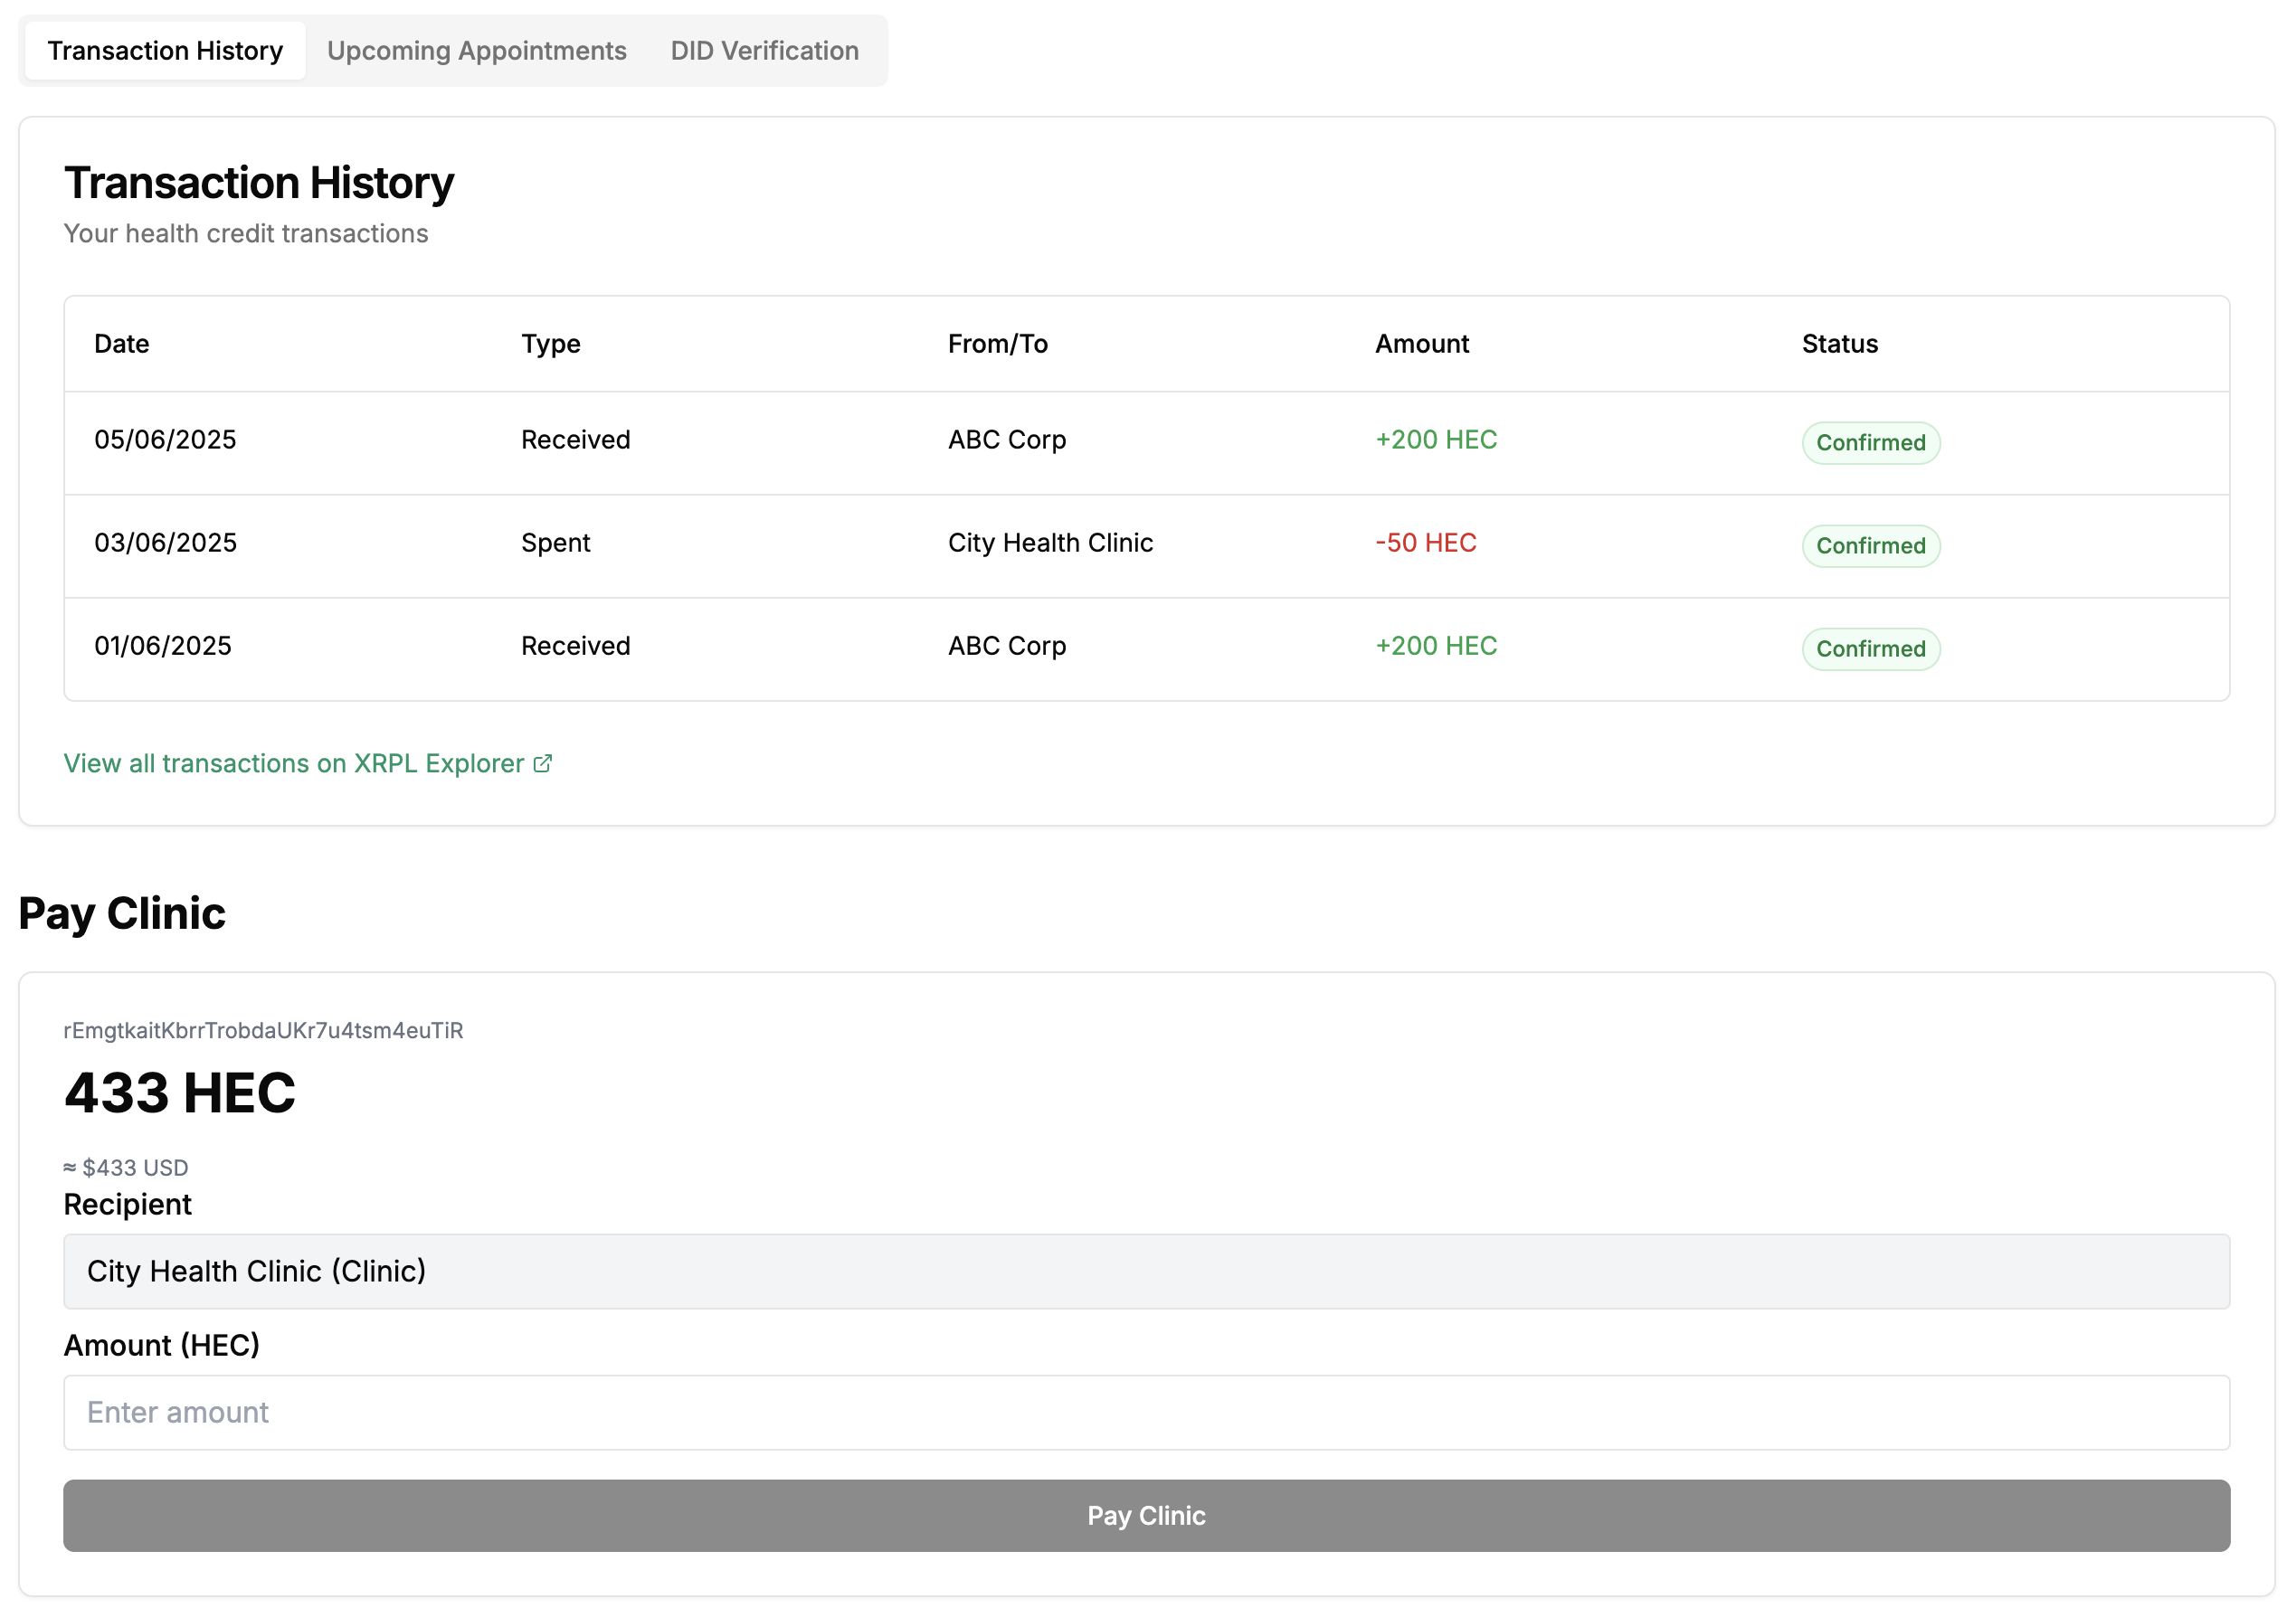 Transaction History Upcoming Appointments DID Verification
Transaction History
Your health credit transactions
Date Type From/To Amount Status
05/06/2025 Received ABC Corp +200 HEC Confirmed
03/06/2025 Spent City Health Clinic -50 HEC Confirmed
01/06/2025 Received ABC Corp +200 HEC Confirmed
View all transactions on XRPL Explorer
Pay Clinic
rEmgtkaitKbrrTrobdaUKr7u4tsm4euTiR
433 HEC
≈ $433 USD
Recipient
City Health Clinic (Clinic)
Amount (HEC)
Enter amount
Pay Clinic